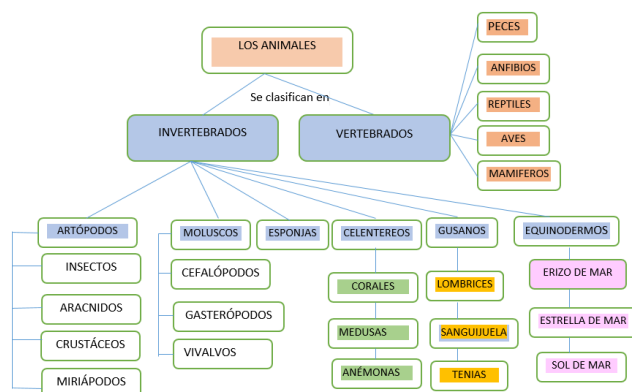 LOS ANIMALES
Se clasifican en
INVERTEBRADOS
VERTEBRADOS
PECES
ANFIBIOS
REPTILES
AVES
MAMIFEROS
ARTÓPODOS
INSECTOS
ARACNIDOS
CRUSTÁCEOS
MIRIÁPODOS
MOLUSCOS
CEFALÓPODOS
GASTERÓPODOS
VIVALVOS
ESPONJAS
CELENTEREOS
CORALES
MEDUSAS
ANÉMONAS
GUSANOS
LOMBRICES
SANGUIJUELA
TENIAS
EQUINODERMOS
ERIZO DE MAR
ESTRELLA DE MAR
SOL DE MAR